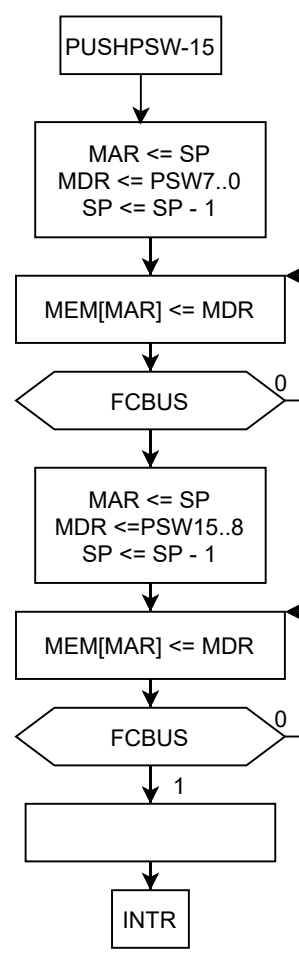 PUSHPSW-15
MAR <= SP
MDR <= PSW7..0
SP <= SP - 1
MEM[MAR] <= MDR
0
FCBUS
MAR <= SP
MDR <=PSW15..8
SP <= SP - 1
MEM[MAR] <= MDR
0
FCBUS
1
INTR